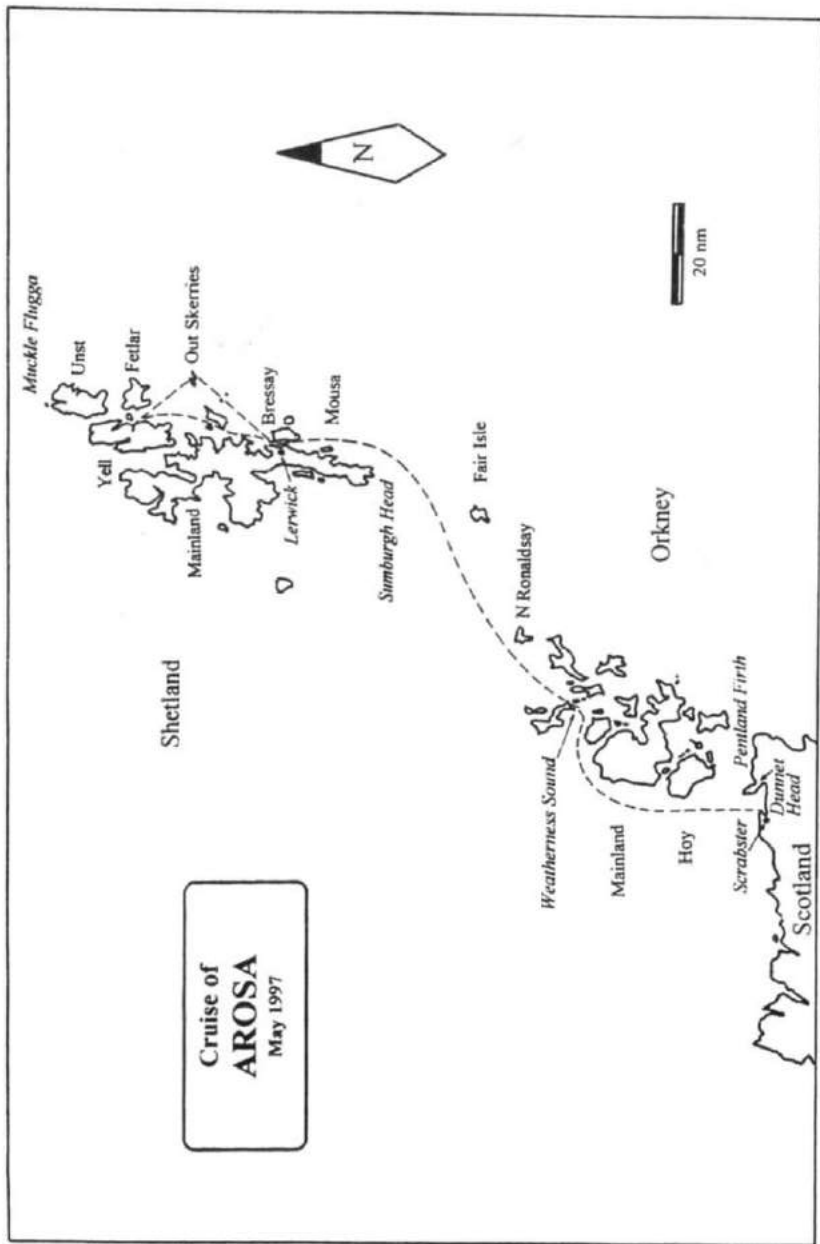 Cruise of
AROSA
May 1997
Shetland
Muckle Flugga
Unst
Fetlar
Out Skerries
Yell
Mainland
Bressay
Lerwick
Mousa
Sumburgh Head
Fair Isle
N Ronaldsay
Orkney
Weatherness Sound
Mainland
Hoy
Pentland Firth
Dunnet
Head
Scrabster
Scotland
N
20 nm